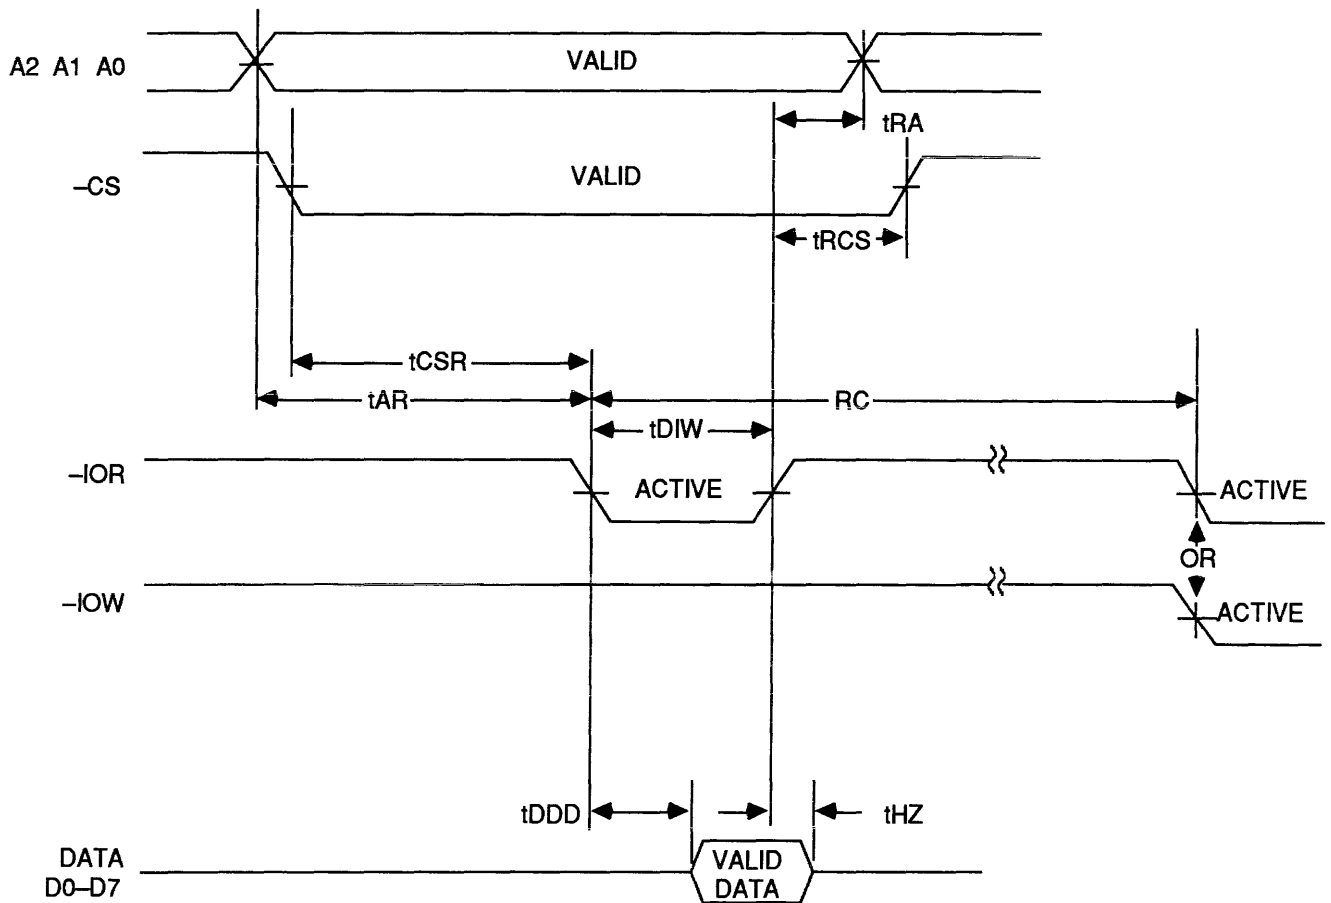 A2 A1 A0
VALID
tRA
–CS
VALID
tRCS
tCSR
tAR
RC
tDIW
–IOR
ACTIVE
ACTIVE
OR
–IOW
ACTIVE
tDDD
tHZ
DATA
D0–D7
VALID
DATA